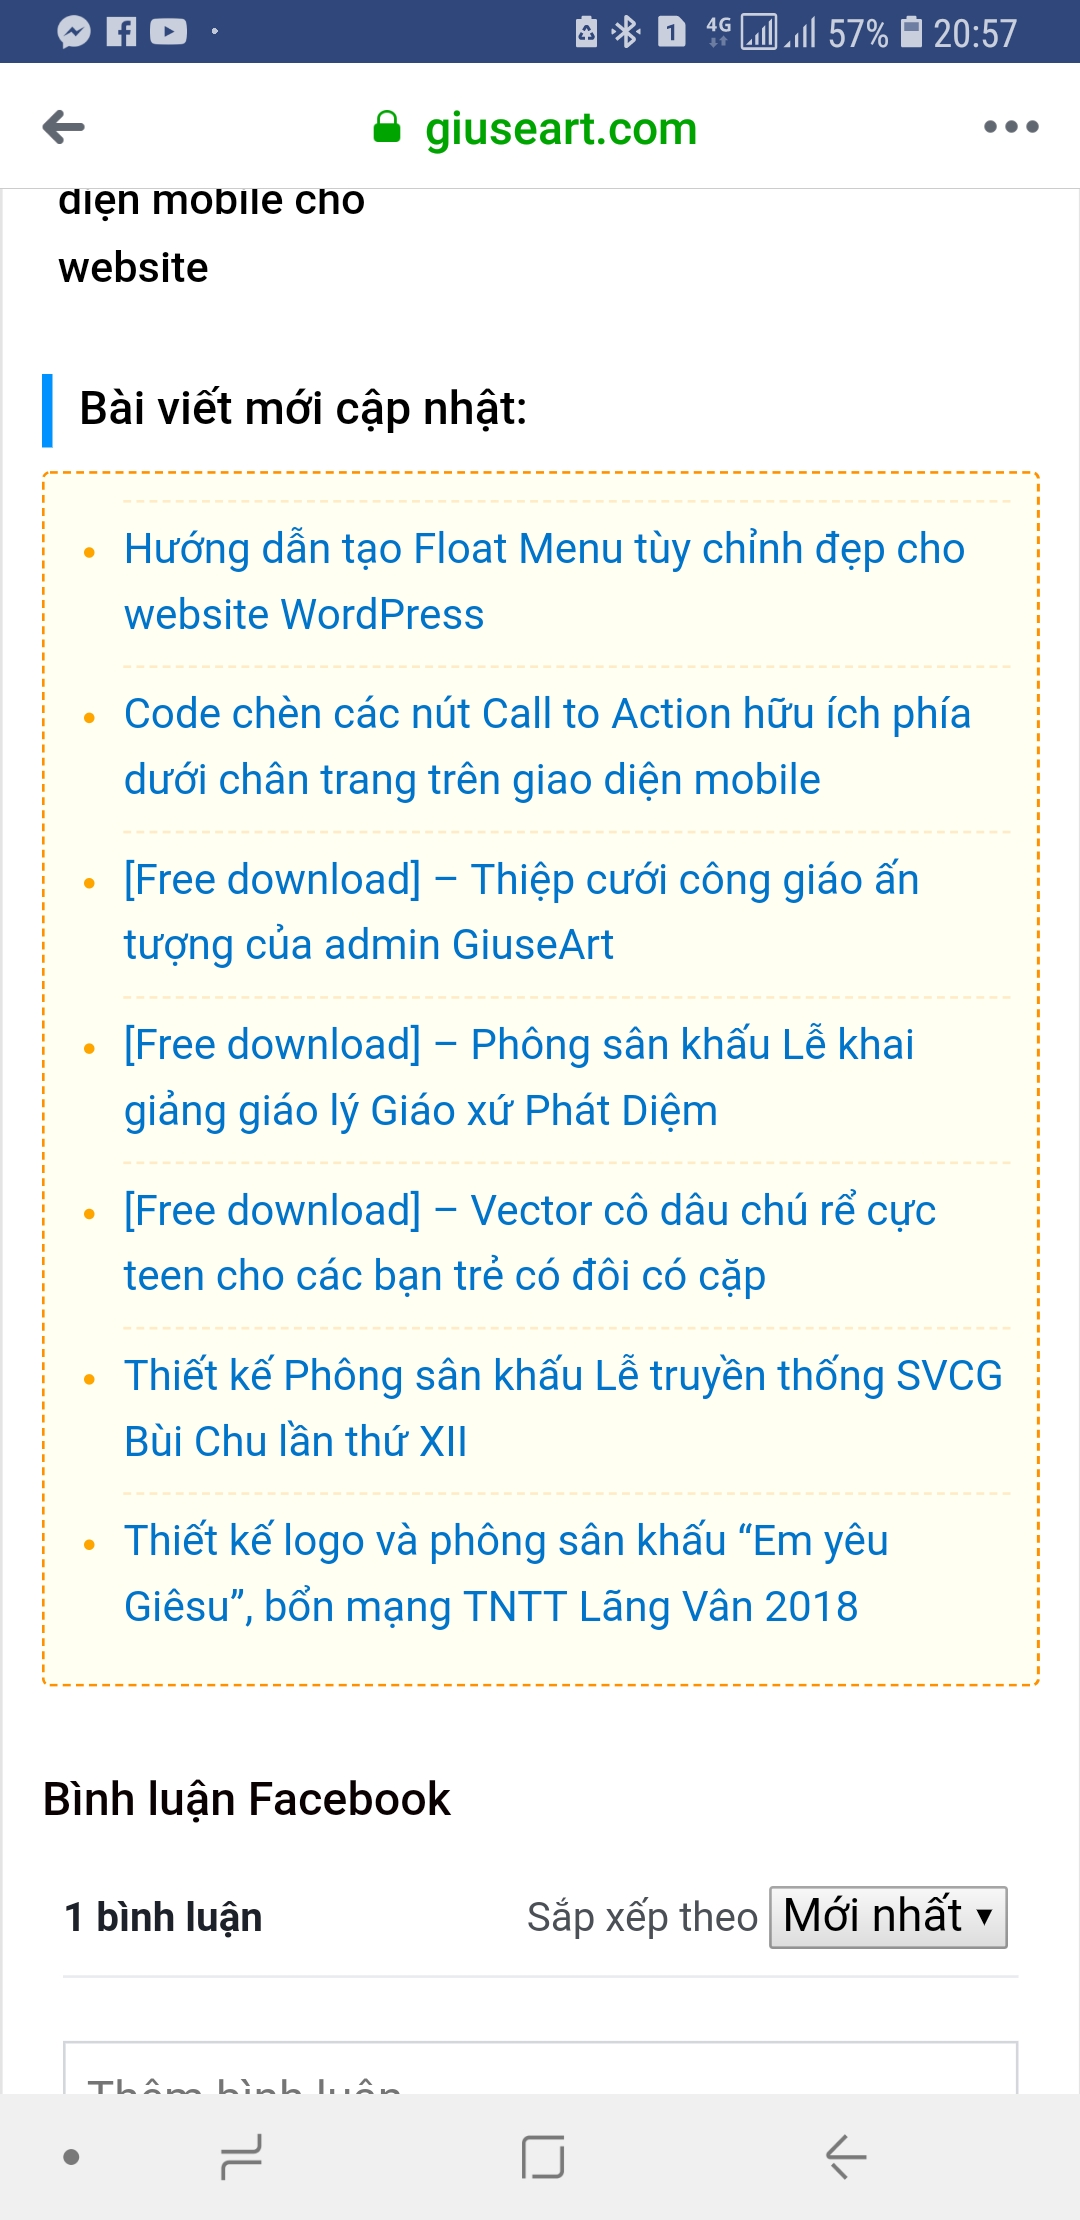 1 4G 57% 20:57
giuseart.com
diện mobile cho
website
Bài viết mới cập nhật:
Hướng dẫn tạo Float Menu tùy chỉnh đẹp cho
website WordPress
Code chèn các nút Call to Action hữu ích phía
dưới chân trang trên giao diện mobile
[Free download] – Thiệp cưới công giáo ấn
tượng của admin GiuseArt
[Free download] – Phông sân khấu Lễ khai
giảng giáo lý Giáo xứ Phát Diệm
[Free download] – Vector cô dâu chú rể cực
teen cho các bạn trẻ có đôi có cặp
Thiết kế Phông sân khấu Lễ truyền thống SVCG
Bùi Chu lần thứ XII
Thiết kế logo và phông sân khấu “Em yêu
Giêsu”, bổn mạng TNTT Lãng Vân 2018
Bình luận Facebook
1 bình luận Sắp xếp theo Mới nhất
Thêm bình luận